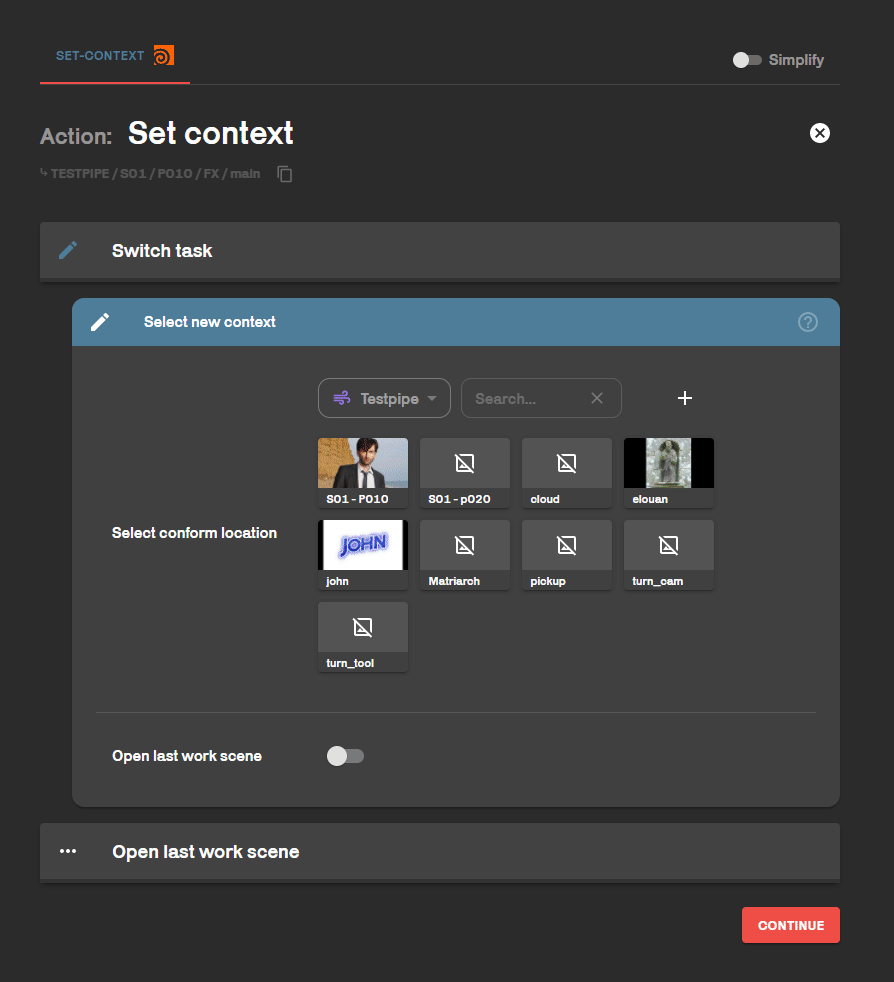 SET-CONTEXT
Simplify
Action: Set context
TESTPIPE / S01 / P010 / FX / main
Switch task
Select new context
Testpipe
Search...
S01 - P010
S01 - p020
cloud
elouan
Select conform location
JOHN
john
Matriarch
pickup
turn_cam
turn_tool
Open last work scene
Open last work scene
CONTINUE